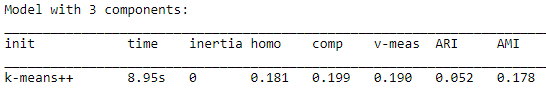 Model with 3 components:
init time inertia homo comp v-meas ARI AMI
k-means++ 8.95s 0 0.181 0.199 0.190 0.052 0.178